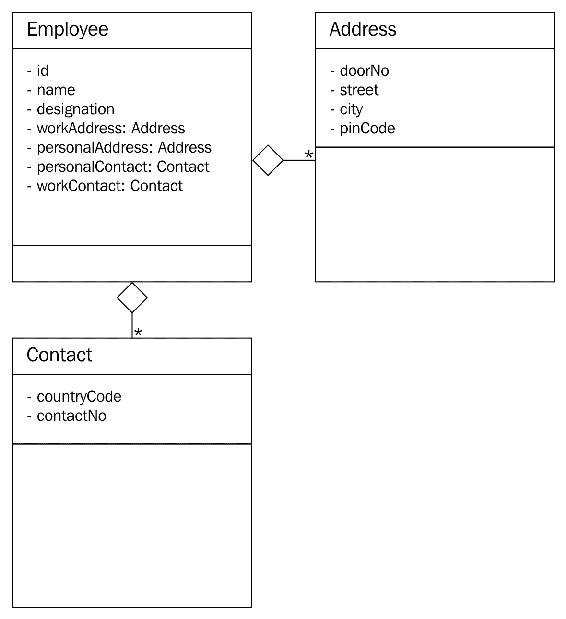 Employee
- id
- name
- designation
- workAddress: Address
- personalAddress: Address
- personalContact: Contact
- workContact: Contact
Address
- doorNo
- street
- city
- pinCode
*
*
Contact
- countryCode
- contactNo